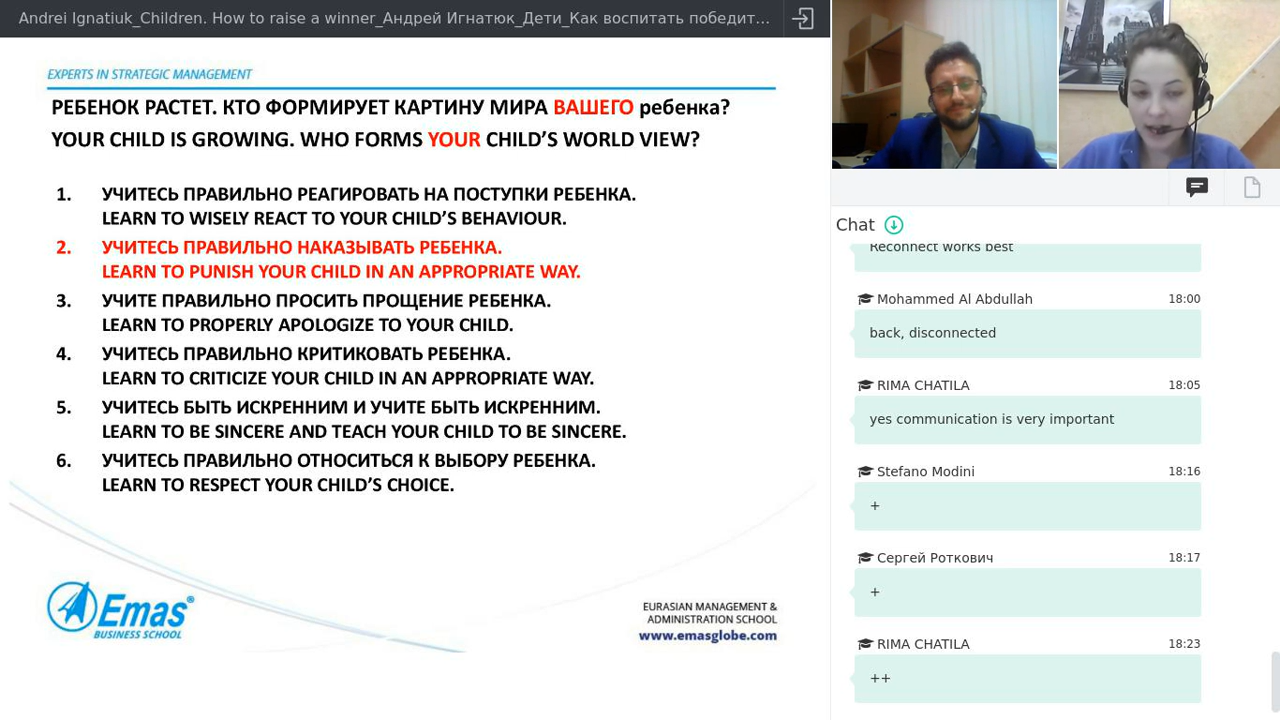 Andrei Ignatiuk_Children. How to raise a winner_Андрей Игнатюк_Дети_Как воспитать победит...
EXPERTS IN STRATEGIC MANAGEMENT
РЕБЕНОК РАСТЕТ. КТО ФОРМИРУЕТ КАРТИНУ МИРА ВАШЕГО ребенка?
YOUR CHILD IS GROWING. WHO FORMS YOUR CHILD’S WORLD VIEW?
1. УЧИТЕСЬ ПРАВИЛЬНО РЕАГИРОВАТЬ НА ПОСТУПКИ РЕБЕНКА.
LEARN TO WISELY REACT TO YOUR CHILD’S BEHAVIOUR.
2. УЧИТЕСЬ ПРАВИЛЬНО НАКАЗЫВАТЬ РЕБЕНКА.
LEARN TO PUNISH YOUR CHILD IN AN APPROPRIATE WAY.
3. УЧИТЕ ПРАВИЛЬНО ПРОСИТЬ ПРОЩЕНИЕ РЕБЕНКА.
LEARN TO PROPERLY APOLOGIZE TO YOUR CHILD.
4. УЧИТЕСЬ ПРАВИЛЬНО КРИТИКОВАТЬ РЕБЕНКА.
LEARN TO CRITICIZE YOUR CHILD IN AN APPROPRIATE WAY.
5. УЧИТЕСЬ БЫТЬ ИСКРЕННИМ И УЧИТЕ БЫТЬ ИСКРЕННИМ.
LEARN TO BE SINCERE AND TEACH YOUR CHILD TO BE SINCERE.
6. УЧИТЕСЬ ПРАВИЛЬНО ОТНОСИТЬСЯ К ВЫБОРУ РЕБЕНКА.
LEARN TO RESPECT YOUR CHILD’S CHOICE.
Emas®
BUSINESS SCHOOL
EURASIAN MANAGEMENT &
ADMINISTRATION SCHOOL
www.emasglobe.com
Chat
Reconnect works best
Mohammed Al Abdullah 18:00
back, disconnected
RIMA CHATILA 18:05
yes communication is very important
Stefano Modini 18:16
+
Сергей Роткович 18:17
+
RIMA CHATILA 18:23
++